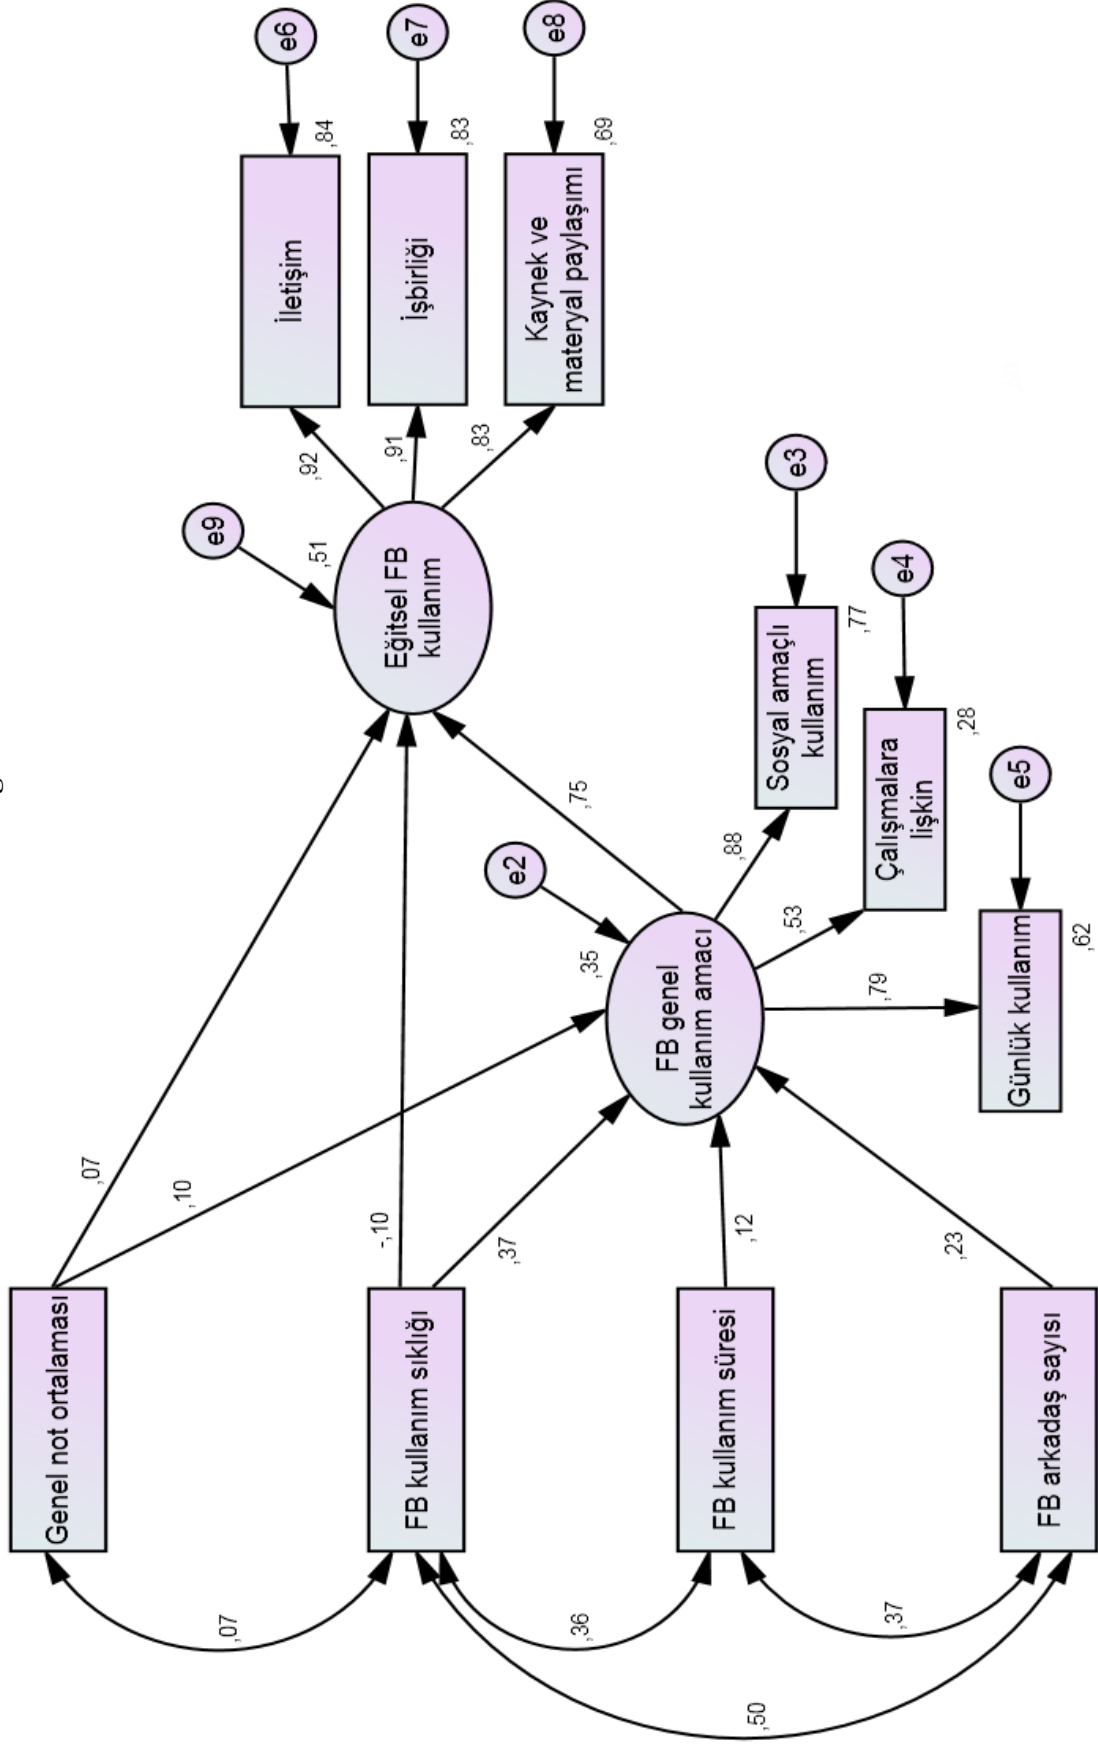 Genel not ortalaması
FB kullanım sıklığı
FB kullanım süresi
FB arkadaş sayısı
,07
,36
,37
,50
,07
,10
-,10
,37
,12
,23
e2
,35
FB genel
kullanım amacı
,75
,88
,53
,79
Sosyal amaçlı
kullanım
,77
e3
Çalışmalara
lişkin
,28
e4
Günlük kullanım
,62
e5
e9
,51
Eğitsel FB
kullanım
,92
,91
,83
İletişim
,84
e6
İşbirliği
,83
e7
Kaynek ve
materyal paylaşımı
,69
e8